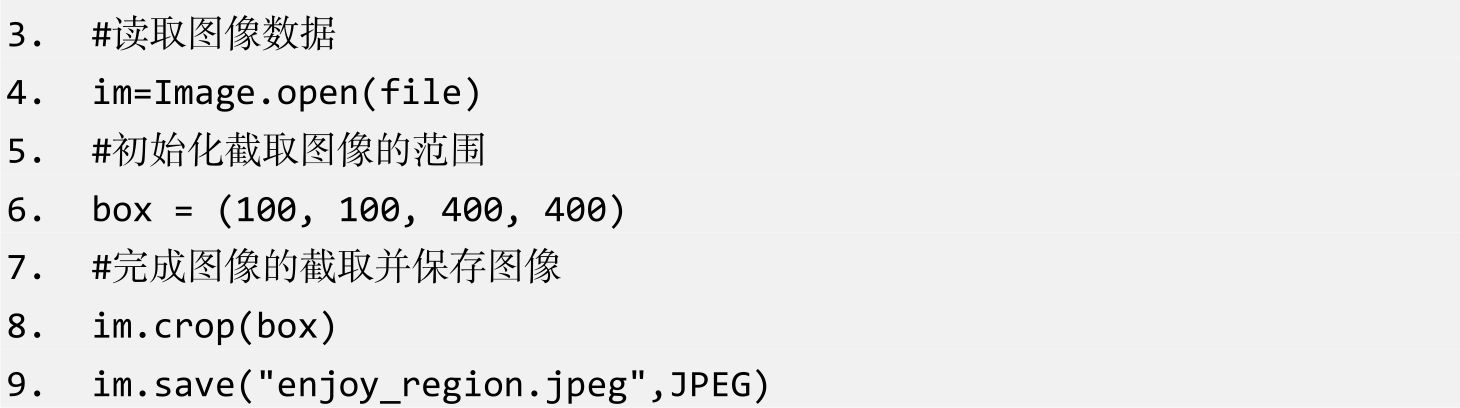 3. #读取图像数据
4. im=Image.open(file)
5. #初始化截取图像的范围
6. box = (100, 100, 400, 400)
7. #完成图像的截取并保存图像
8. im.crop(box)
9. im.save("enjoy_region.jpeg",JPEG)